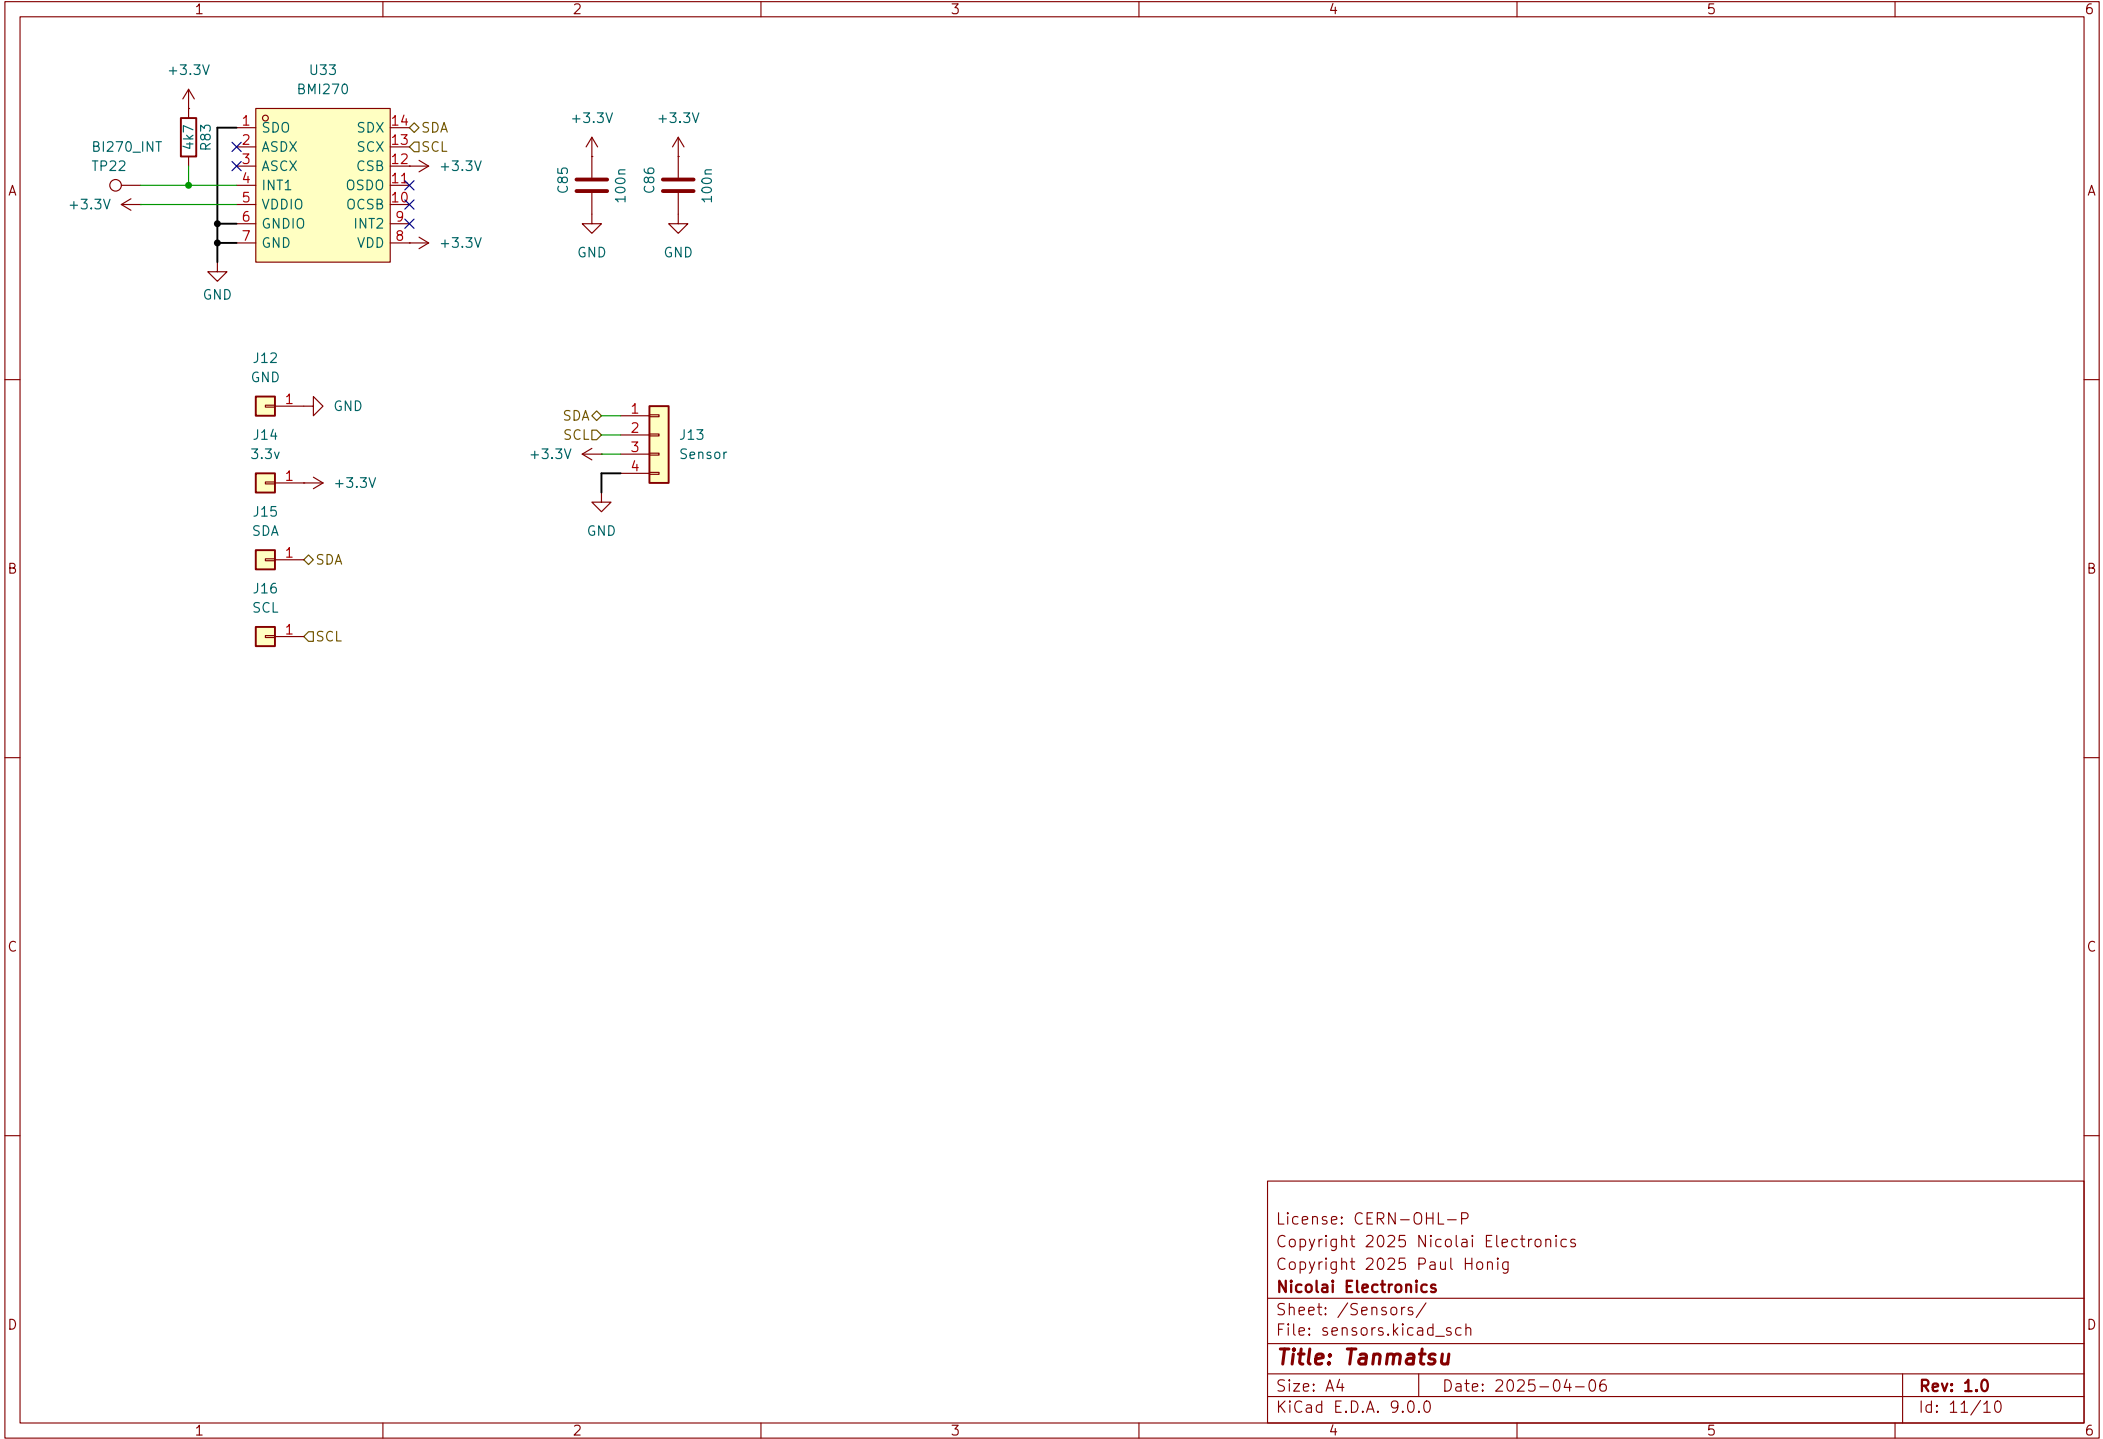 1 2 3 4 5 6
A
B
C
D
+3.3V
4k7
R83
BI270_INT
TP22
+3.3V
U33
BMI270
1 SDO
2 ASDX
3 ASCX
4 INT1
5 VDDIO
6 GNDIO
7 GND
SDX 14 SDA
SCX 13 SCL
CSB 12 +3.3V
OSDO 11
OCSB 10
INT2 9
VDD 8 +3.3V
GND
+3.3V
C85
100n
GND
+3.3V
C86
100n
GND
J12
GND
1 GND
J14
3.3v
1 +3.3V
J15
SDA
1 SDA
J16
SCL
1 SCL
SDA 1
SCL 2
+3.3V 3
4
J13
Sensor
GND
A
B
C
D
License: CERN-OHL-P
Copyright 2025 Nicolai Electronics
Copyright 2025 Paul Honig
Nicolai Electronics
Sheet: /Sensors/
File: sensors.kicad_sch
Title: Tanmatsu
Size: A4 Date: 2025-04-06 Rev: 1.0
KiCad E.D.A. 9.0.0 Id: 11/10
1 2 3 4 5 6